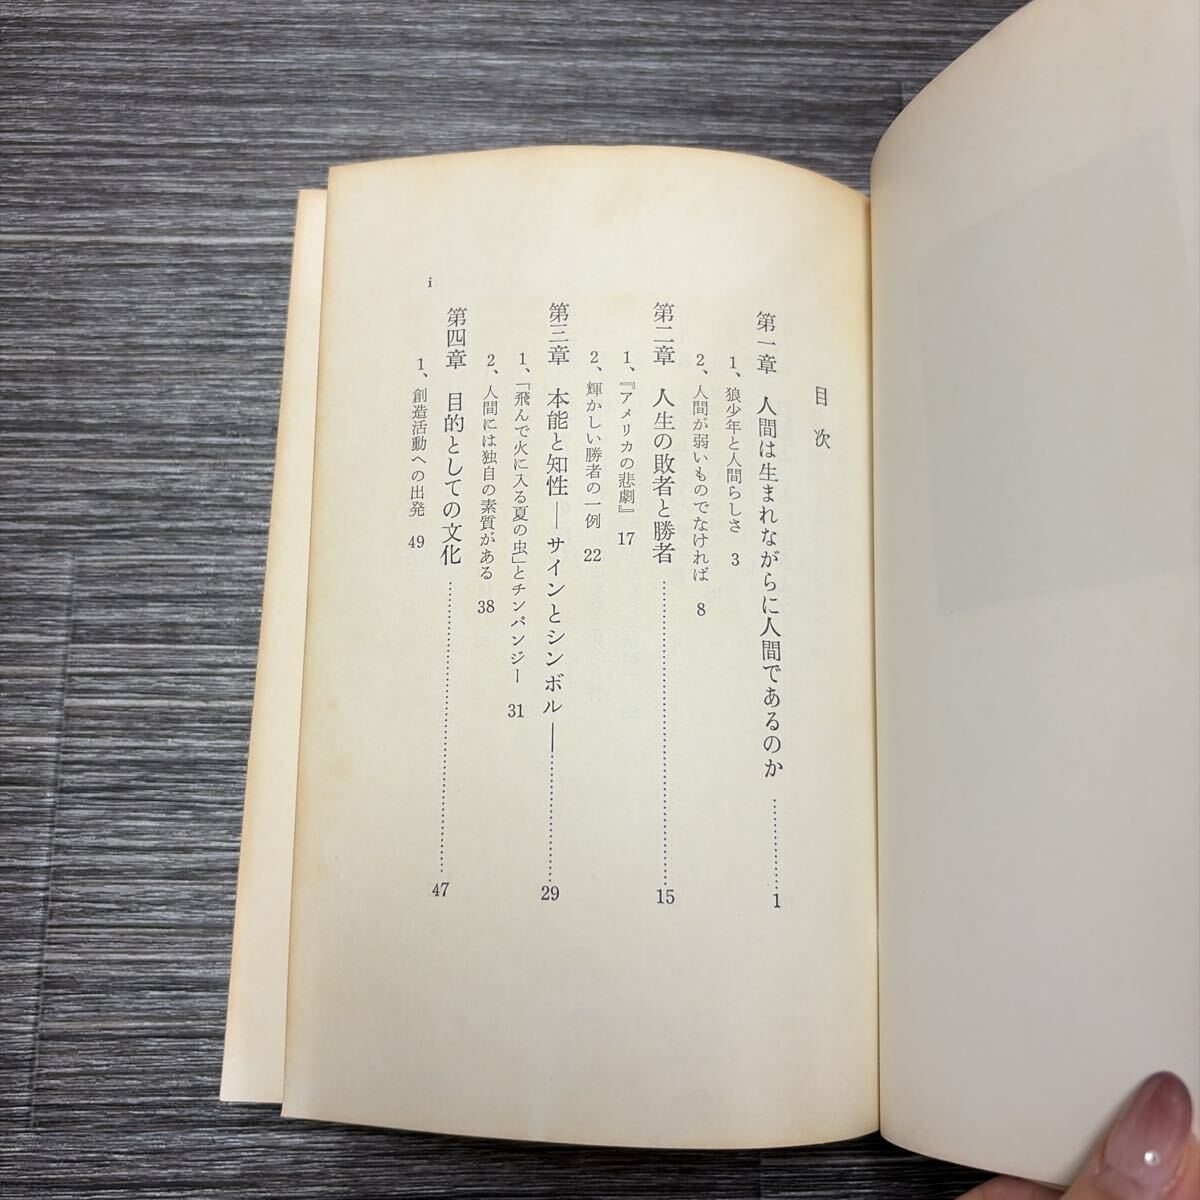 目次
第一章 人間は生まれながらに人間であるのか……………1
1、狼少年と人間らしさ 3
2、人間が弱いものでなければ 8
第二章 人生の敗者と勝者……………15
1、『アメリカの悲劇』 17
2、輝かしい勝者の一例 22
第三章 本能と知性―サインとシンボル―……………29
1、「飛んで火に入る夏の虫」とチンパンジー 31
2、人間には独自の素質がある 38
第四章 目的としての文化……………47
1、創造活動への出発 49
i